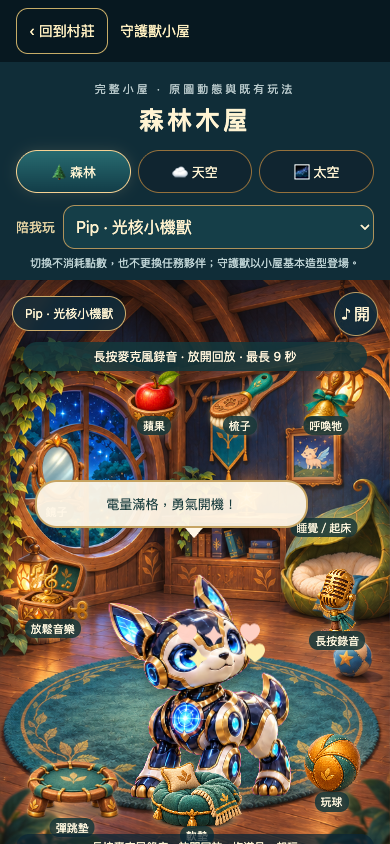 ‹ 回到村莊
守護獸小屋
完整小屋 · 原圖動態與既有玩法
森林木屋
森林
天空
太空
陪我玩
Pip · 光核小機獸
切換不消耗點數，也不更換任務夥伴；守護獸以小屋基本造型登場。
Pip · 光核小機獸
♪ 開
長按麥克風錄音 · 放開回放 · 最長 9 秒
蘋果
梳子
呼喚牠
電量滿格，勇氣開機！
睡覺 / 起床
放鬆音樂
長按錄音
玩球
彈跳墊
軟墊